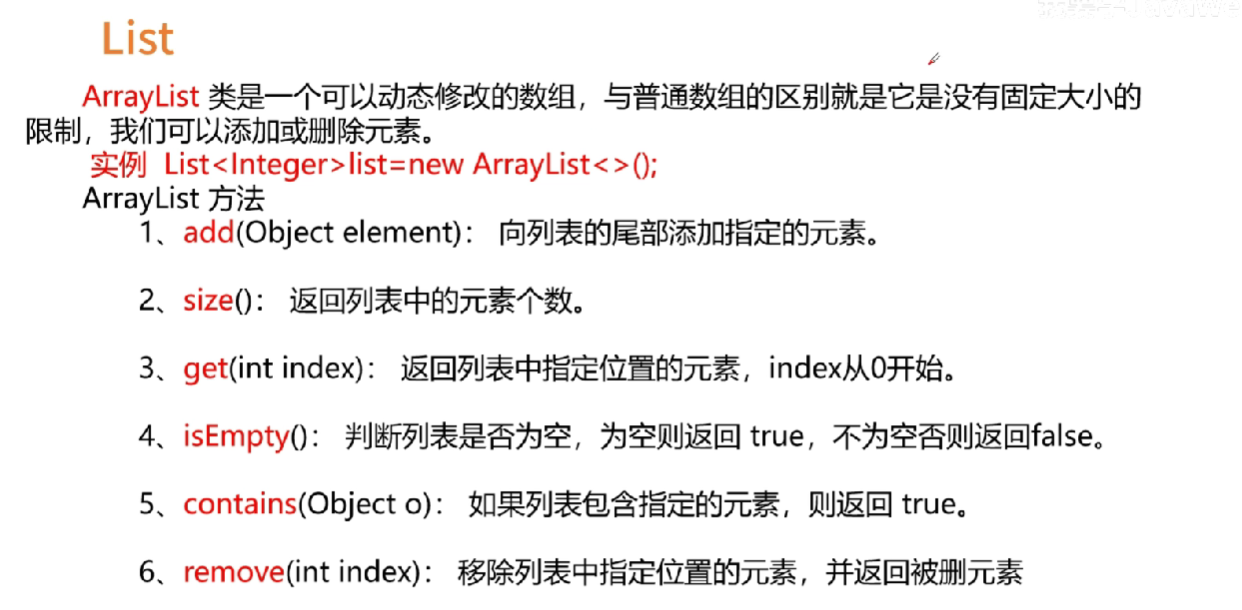 List
ArrayList 类是一个可以动态修改的数组，与普通数组的区别就是它是没有固定大小的
限制，我们可以添加或删除元素。
实例 List<Integer>list=new ArrayList<>();
ArrayList 方法
1、add(Object element)： 向列表的尾部添加指定的元素。
2、size()： 返回列表中的元素个数。
3、get(int index)： 返回列表中指定位置的元素，index从0开始。
4、isEmpty()： 判断列表是否为空，为空则返回 true，不为空否则返回false。
5、contains(Object o)： 如果列表包含指定的元素，则返回 true。
6、remove(int index)： 移除列表中指定位置的元素，并返回被删元素